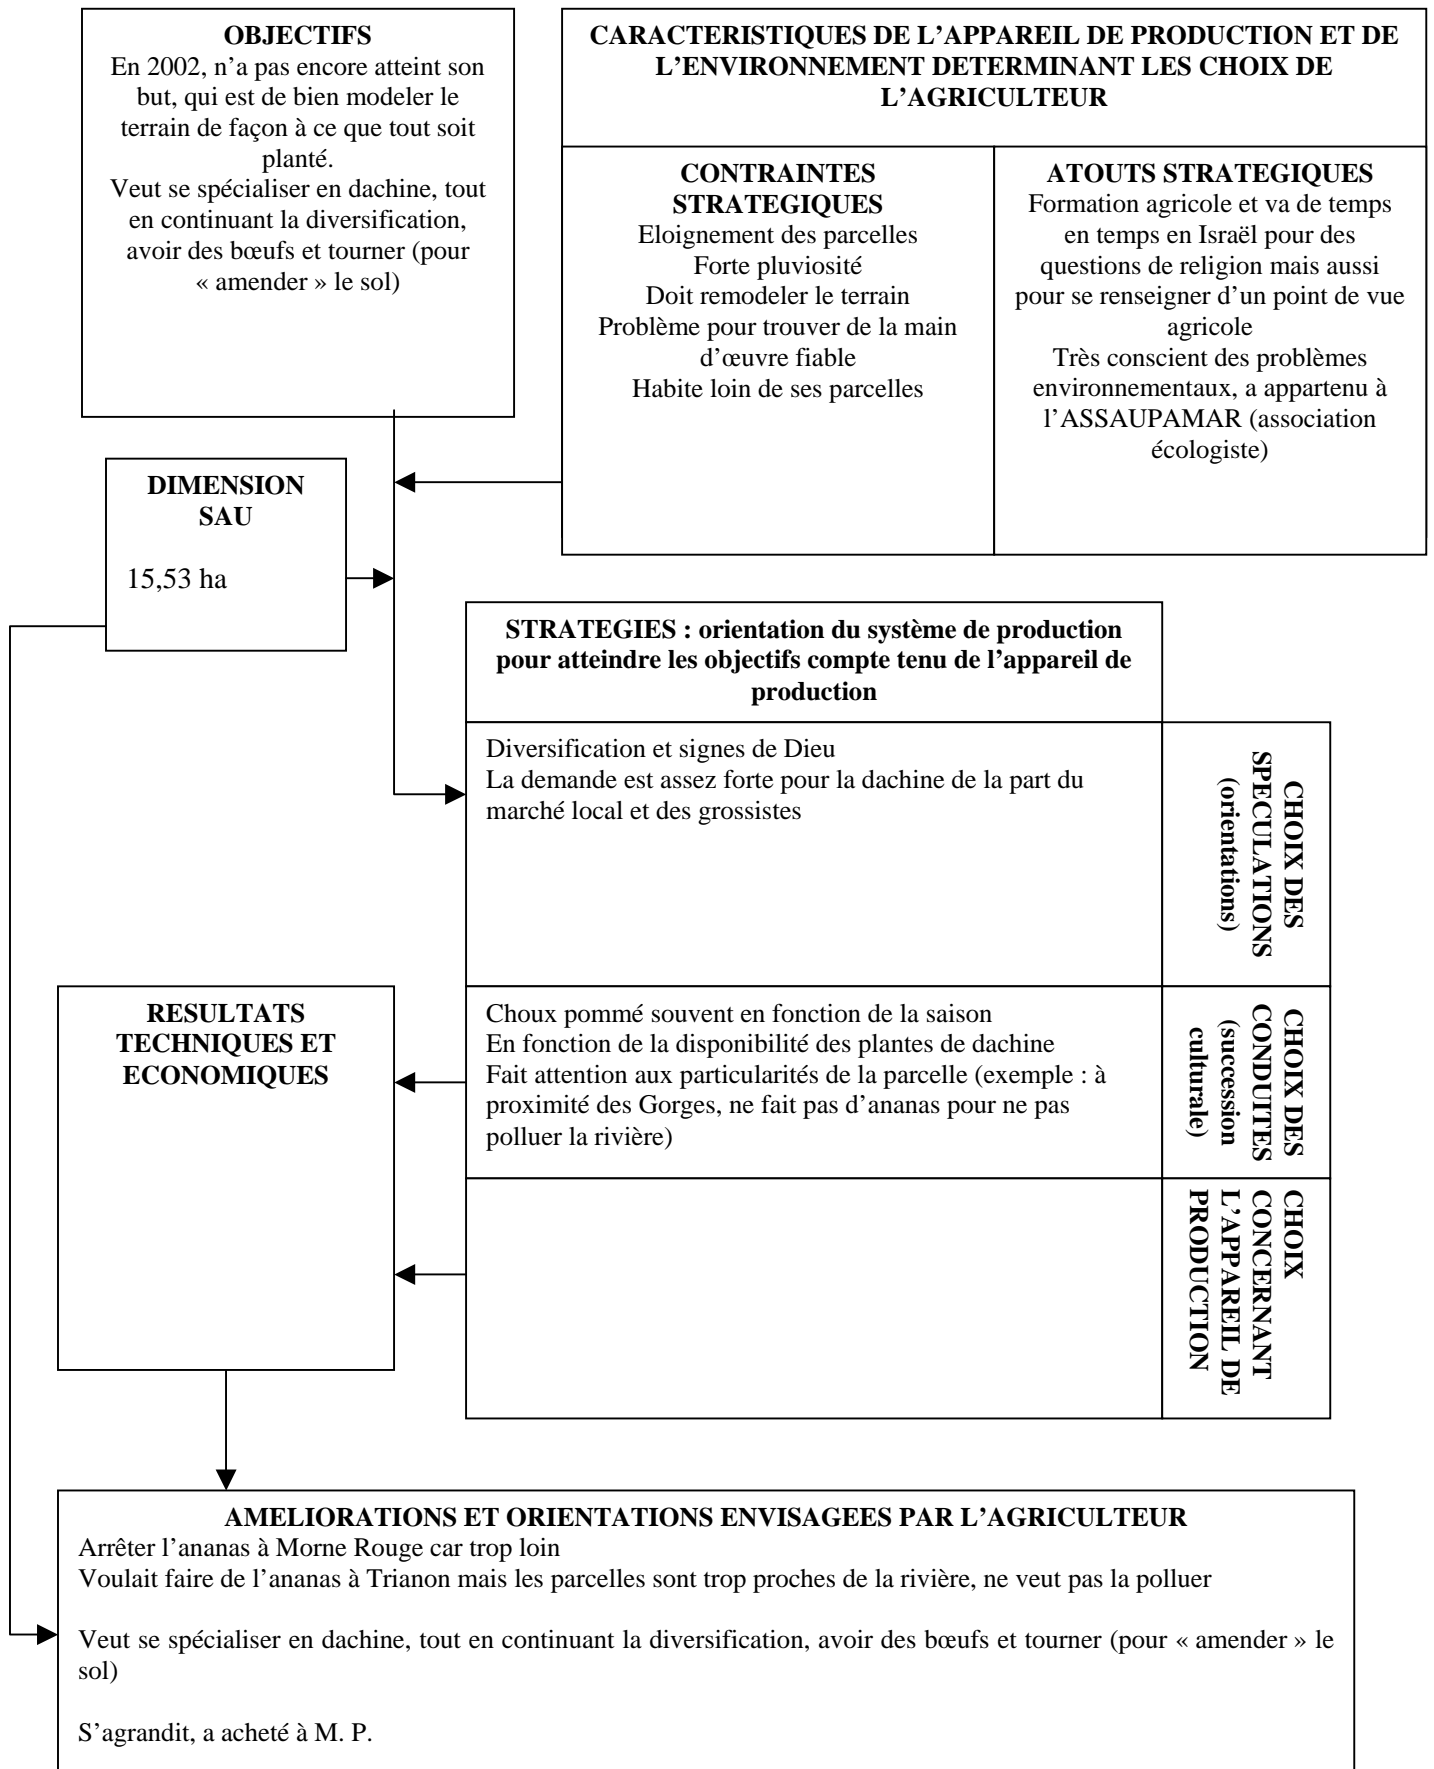 OBJECTIFS
En 2002, n'a pas encore atteint son
but, qui est de bien modeler le
terrain de façon à ce que tout soit
planté.
Veut se spécialiser en dachine, tout
en continuant la diversification,
avoir des bœufs et tourner (pour
« amender » le sol)
CARACTERISTIQUES DE L'APPAREIL DE PRODUCTION ET DE
L'ENVIRONNEMENT DETERMINANT LES CHOIX DE
L'AGRICULTEUR
CONTRAINTES
STRATEGIQUES
Eloignement des parcelles
Forte pluviosité
Doit remodeler le terrain
Problème pour trouver de la main
d'œuvre fiable
Habite loin de ses parcelles
ATOUTS STRATEGIQUES
Formation agricole et va de temps
en temps en Israël pour des
questions de religion mais aussi
pour se renseigner d'un point de vue
agricole
Très conscient des problèmes
environnementaux, a appartenu à
l'ASSAUPAMAR (association
écologiste)
DIMENSION
SAU
15,53 ha
STRATEGIES : orientation du système de production
pour atteindre les objectifs compte tenu de l'appareil de
production
Diversification et signes de Dieu
La demande est assez forte pour la dachine de la part du
marché local et des grossistes
CHOIX DES
SPECULATIONS
(orientations)
RESULTATS
TECHNIQUES ET
ECONOMIQUES
Choux pommé souvent en fonction de la saison
En fonction de la disponibilité des plantes de dachine
Fait attention aux particularités de la parcelle (exemple : à
proximité des Gorges, ne fait pas d'ananas pour ne pas
polluer la rivière)
CHOIX DES
CONDUITES
(succession
culturale)
CHOIX
CONCERNANT
L'APPAREIL DE
PRODUCTION
AMELIORATIONS ET ORIENTATIONS ENVISAGEES PAR L'AGRICULTEUR
Arrêter l'ananas à Morne Rouge car trop loin
Voulait faire de l'ananas à Trianon mais les parcelles sont trop proches de la rivière, ne veut pas la polluer
Veut se spécialiser en dachine, tout en continuant la diversification, avoir des bœufs et tourner (pour « amender » le
sol)
S'agrandit, a acheté à M. P.